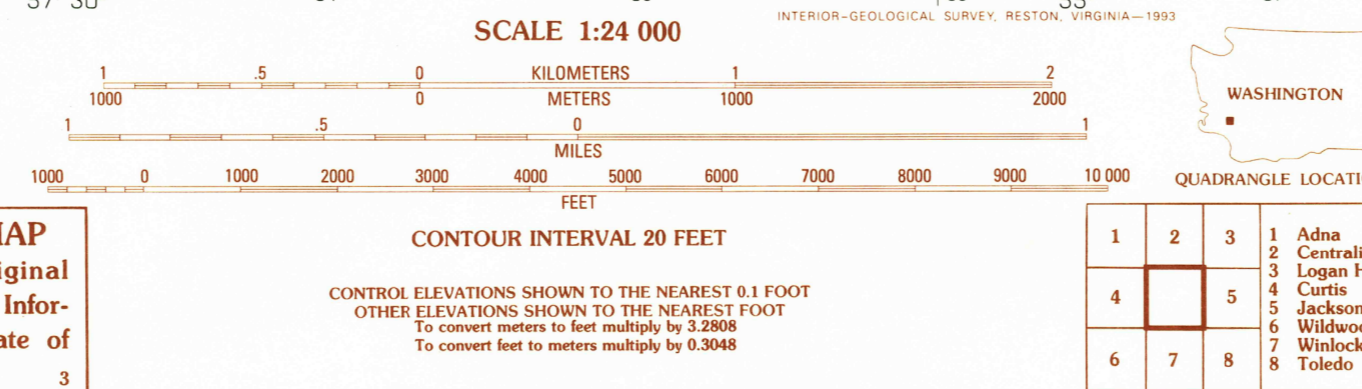 INTERIOR-GEOLOGICAL SURVEY, RESTON, VIRGINIA—1993
SCALE 1:24 000
1 .5 0 KILOMETERS 1 2
1000 0 METERS 1000 2000
1 .5 0 1
MILES
1000 0 1000 2000 3000 4000 5000 6000 7000 8000 9000 10 000
FEET
CONTOUR INTERVAL 20 FEET
CONTROL ELEVATIONS SHOWN TO THE NEAREST 0.1 FOOT
OTHER ELEVATIONS SHOWN TO THE NEAREST FOOT
To convert meters to feet multiply by 3.2808
To convert feet to meters multiply by 0.3048
IAP
iginal
Infor-
ate of
3
WASHINGTON
QUADRANGLE LOCATI
1 2 3
4 5
6 7 8
1 Adna
2 Centrali
3 Logan H
4 Curtis
5 Jackson
6 Wildwoo
7 Winlock
8 Toledo